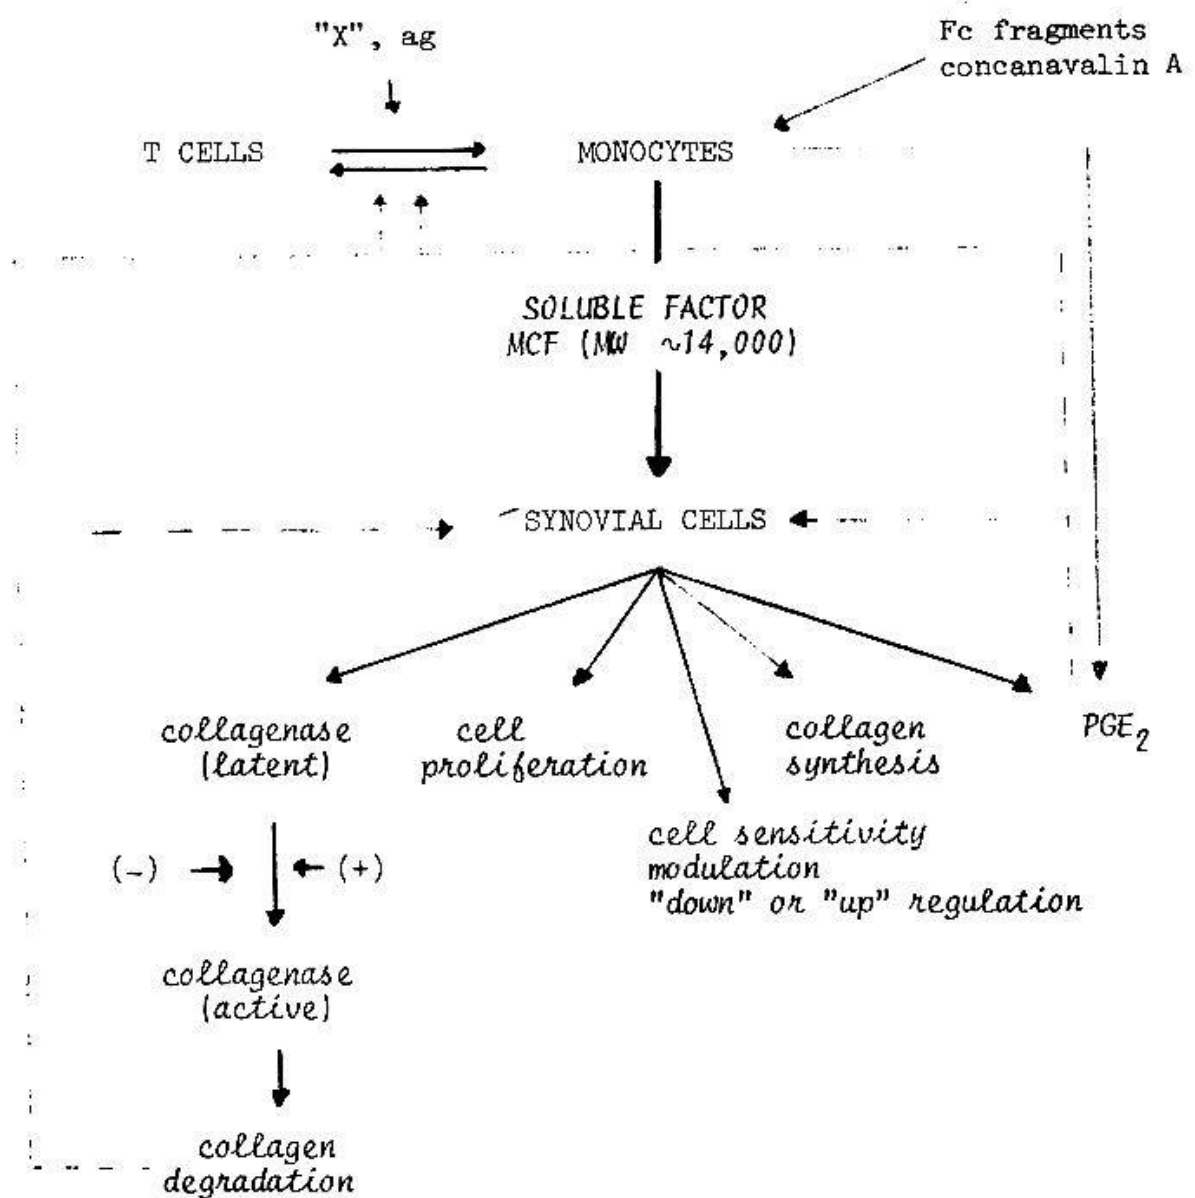 "X", ag
Fc fragments
concanavalin A
T CELLS
MONOCYTES
SOLUBLE FACTOR
MCF (MW ~14,000)
SYNOVIAL CELLS
collagenase
(latent)
cell
proliferation
collagen
synthesis
PGE₂
cell sensitivity
modulation
"down" or "up" regulation
(-)
(+)
collagenase
(active)
collagen
degradation